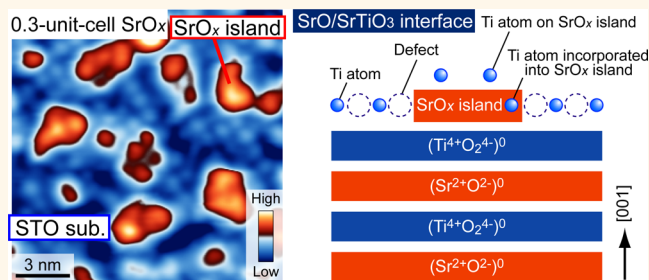 0.3-unit-cell SrOx
SrOx island
STO sub.
3 nm
High
Low
SrO/SrTiO3 interface
Ti atom on SrOx island
Defect
Ti atom
Ti atom incorporated
into SrOx island
SrOx island
(Ti⁴⁺O₂⁴⁻)⁰
(Sr²⁺O²⁻)⁰
(Ti⁴⁺O₂⁴⁻)⁰
(Sr²⁺O²⁻)⁰
[001]